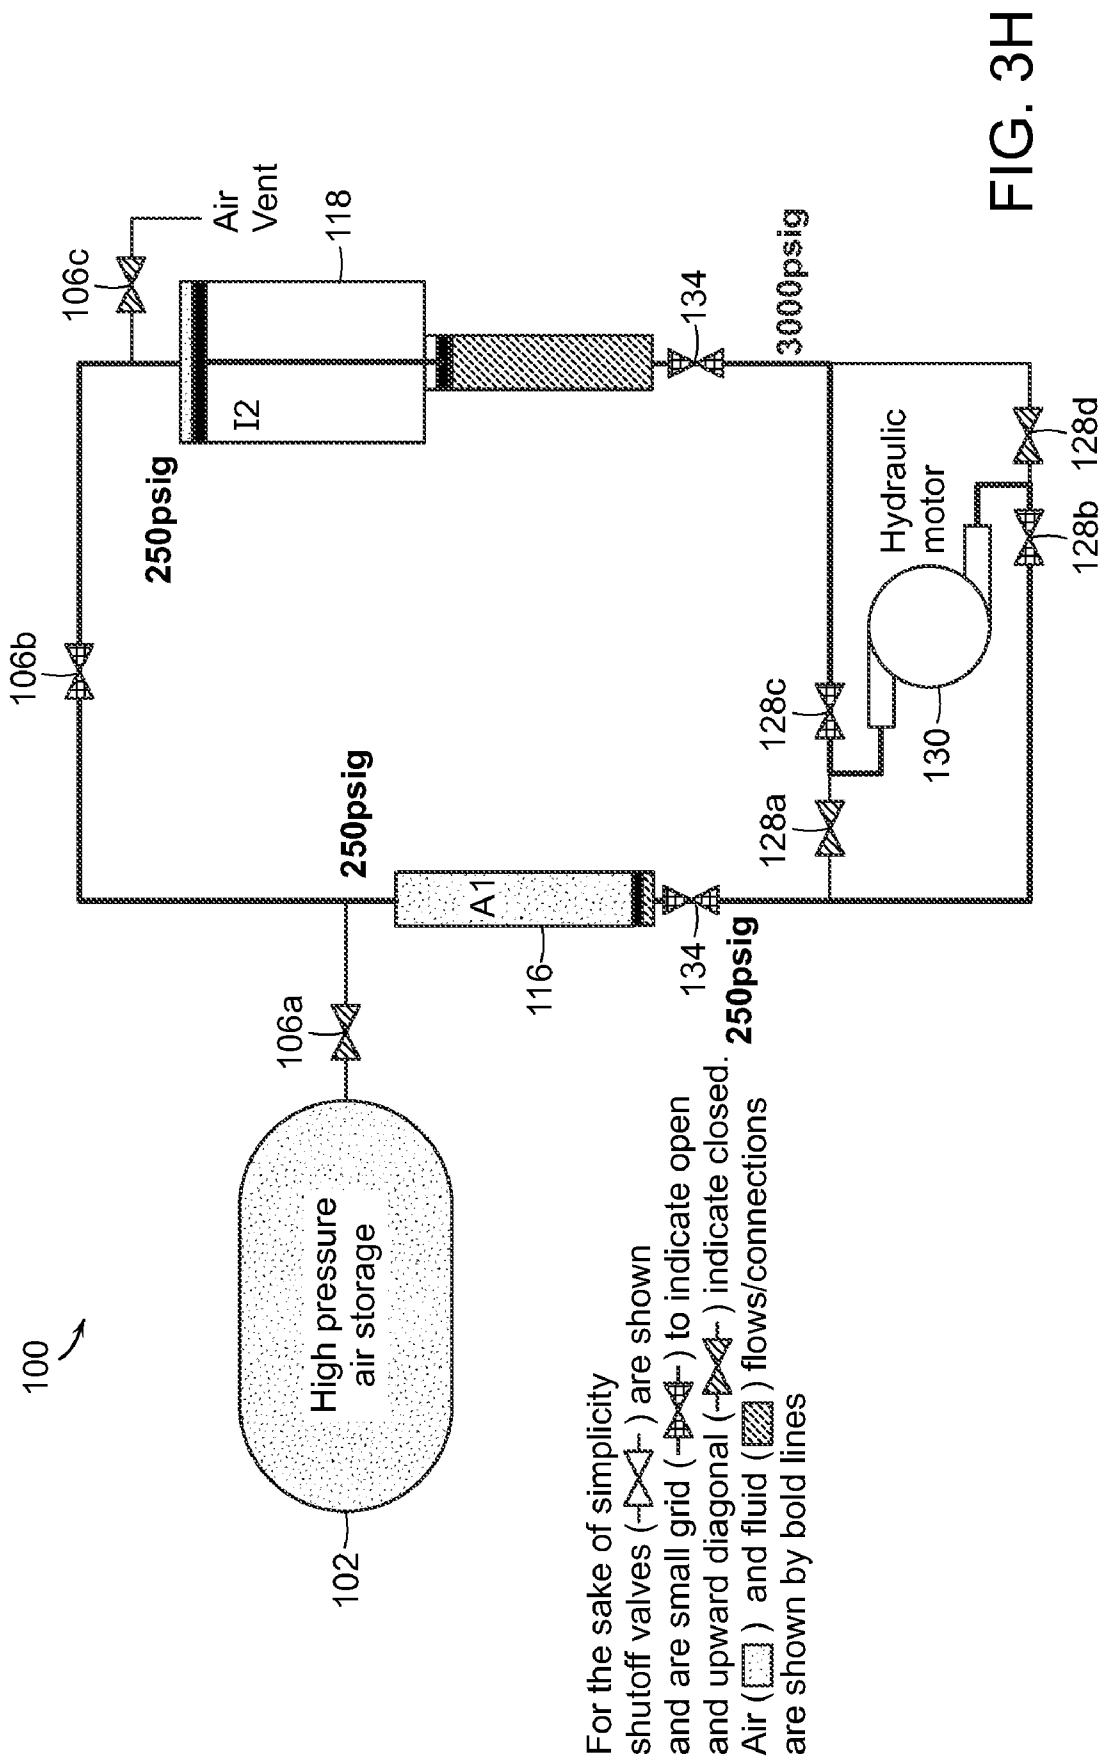 100
102
High pressure
air storage
106a
106b
106c
Air
Vent
250psig
I2
118
250psig
A1
116
134
250psig
134
3000psig
128a
128c
Hydraulic
motor
130
128b
128d
For the sake of simplicity
shutoff valves ( ) are shown
and are small grid ( ) to indicate open
and upward diagonal ( ) indicate closed.
Air ( ) and fluid ( ) flows/connections
are shown by bold lines
FIG. 3H